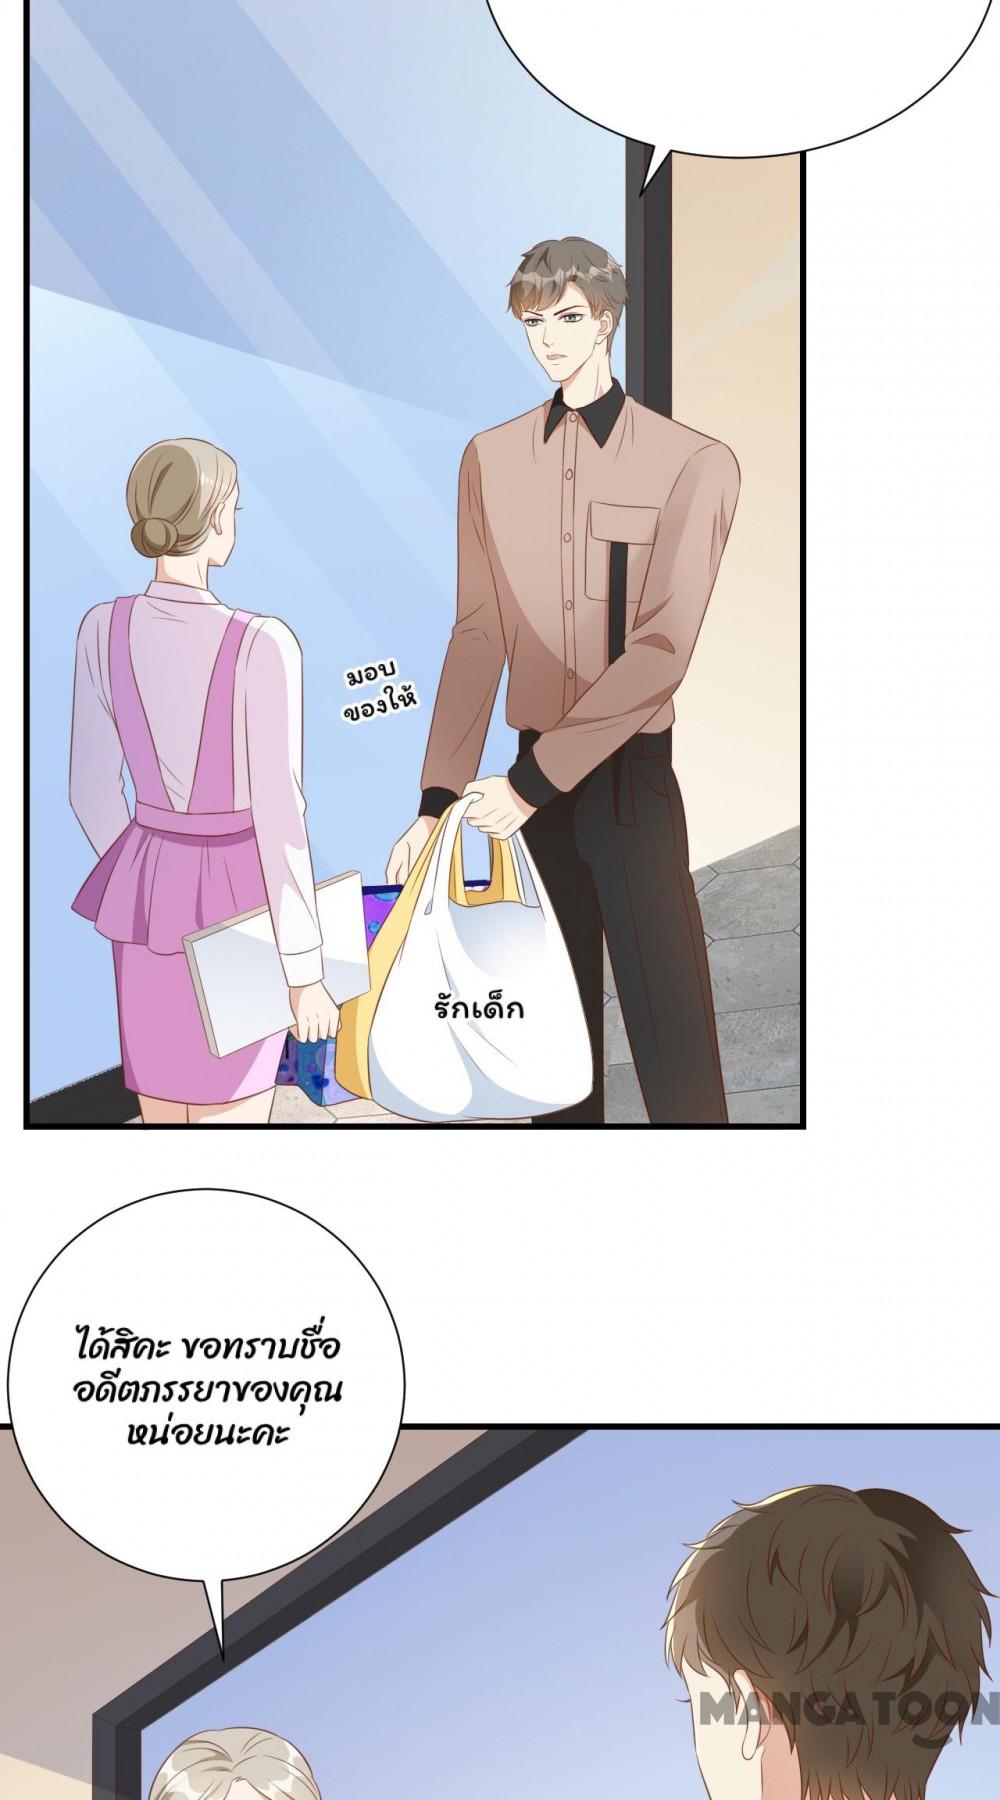 มอบ
ของให้
รักเด็ก
ได้สิคะ ขอทราบชื่อ
อดีตภรรยาของคุณ
หน่อยนะคะ
MANGATOON